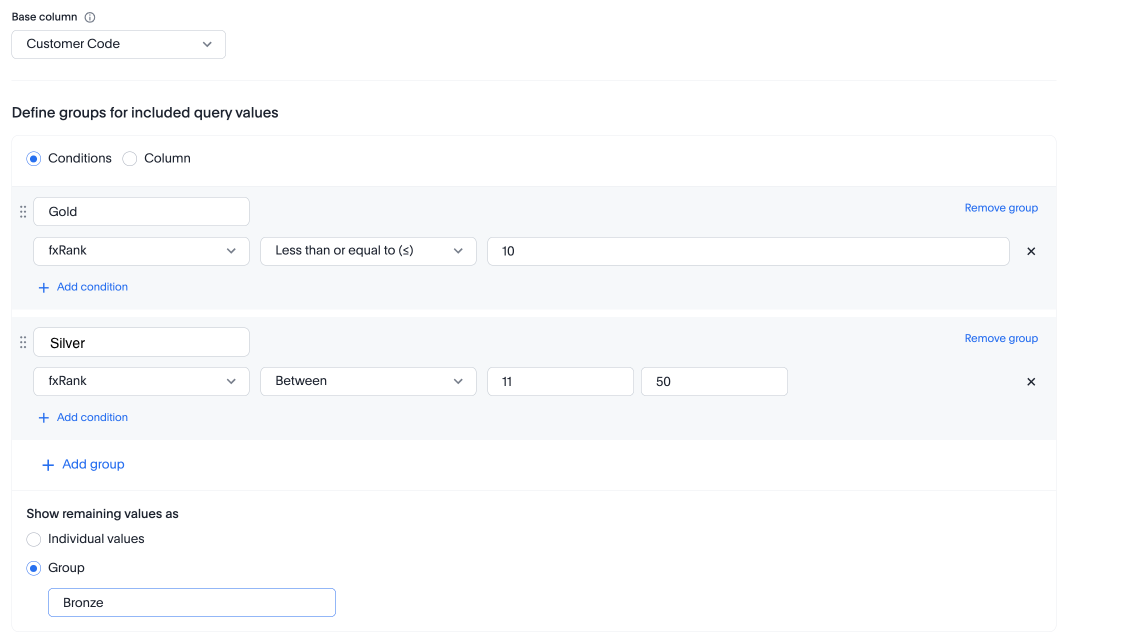 Base column
Customer Code
Define groups for included query values
Conditions Column
Gold
Remove group
fxRank Less than or equal to (≤) 10
Add condition
Silver
Remove group
fxRank Between 11 50
Add condition
Add group
Show remaining values as
Individual values
Group
Bronze